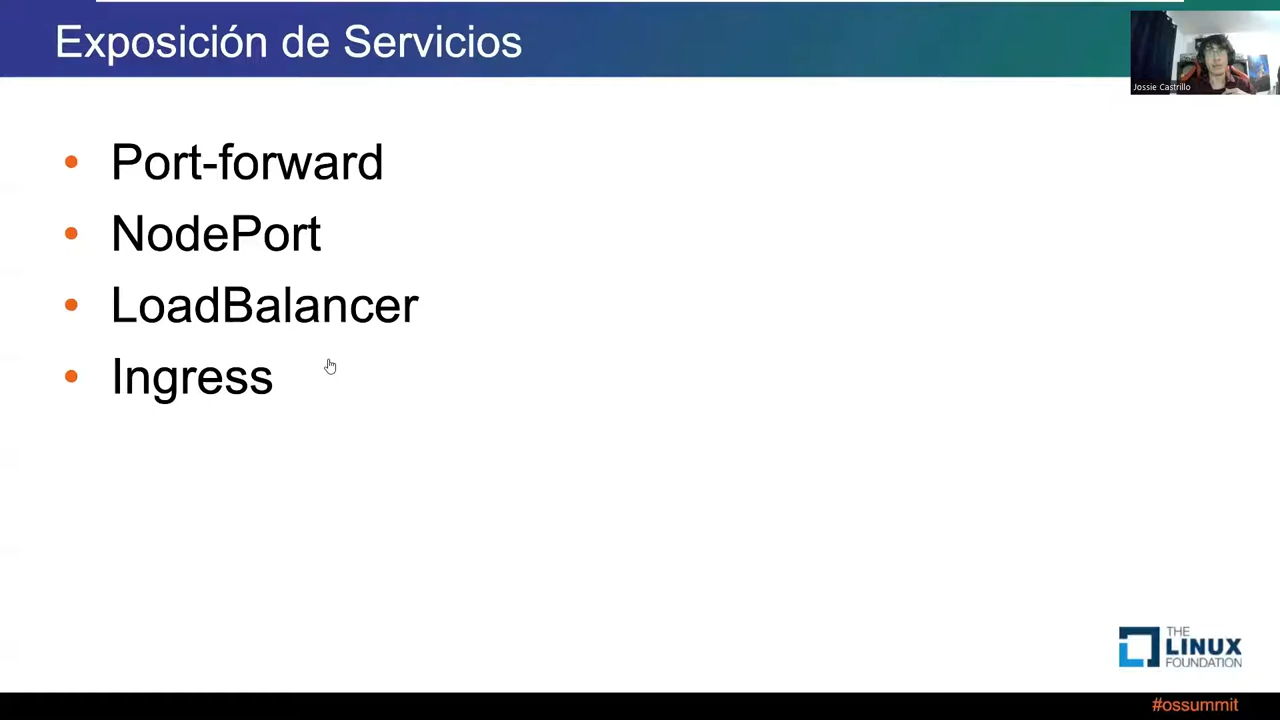 Exposición de Servicios
Jossie Castrillo
• Port-forward
• NodePort
• LoadBalancer
• Ingress
THE
LINUX
FOUNDATION
#ossummit